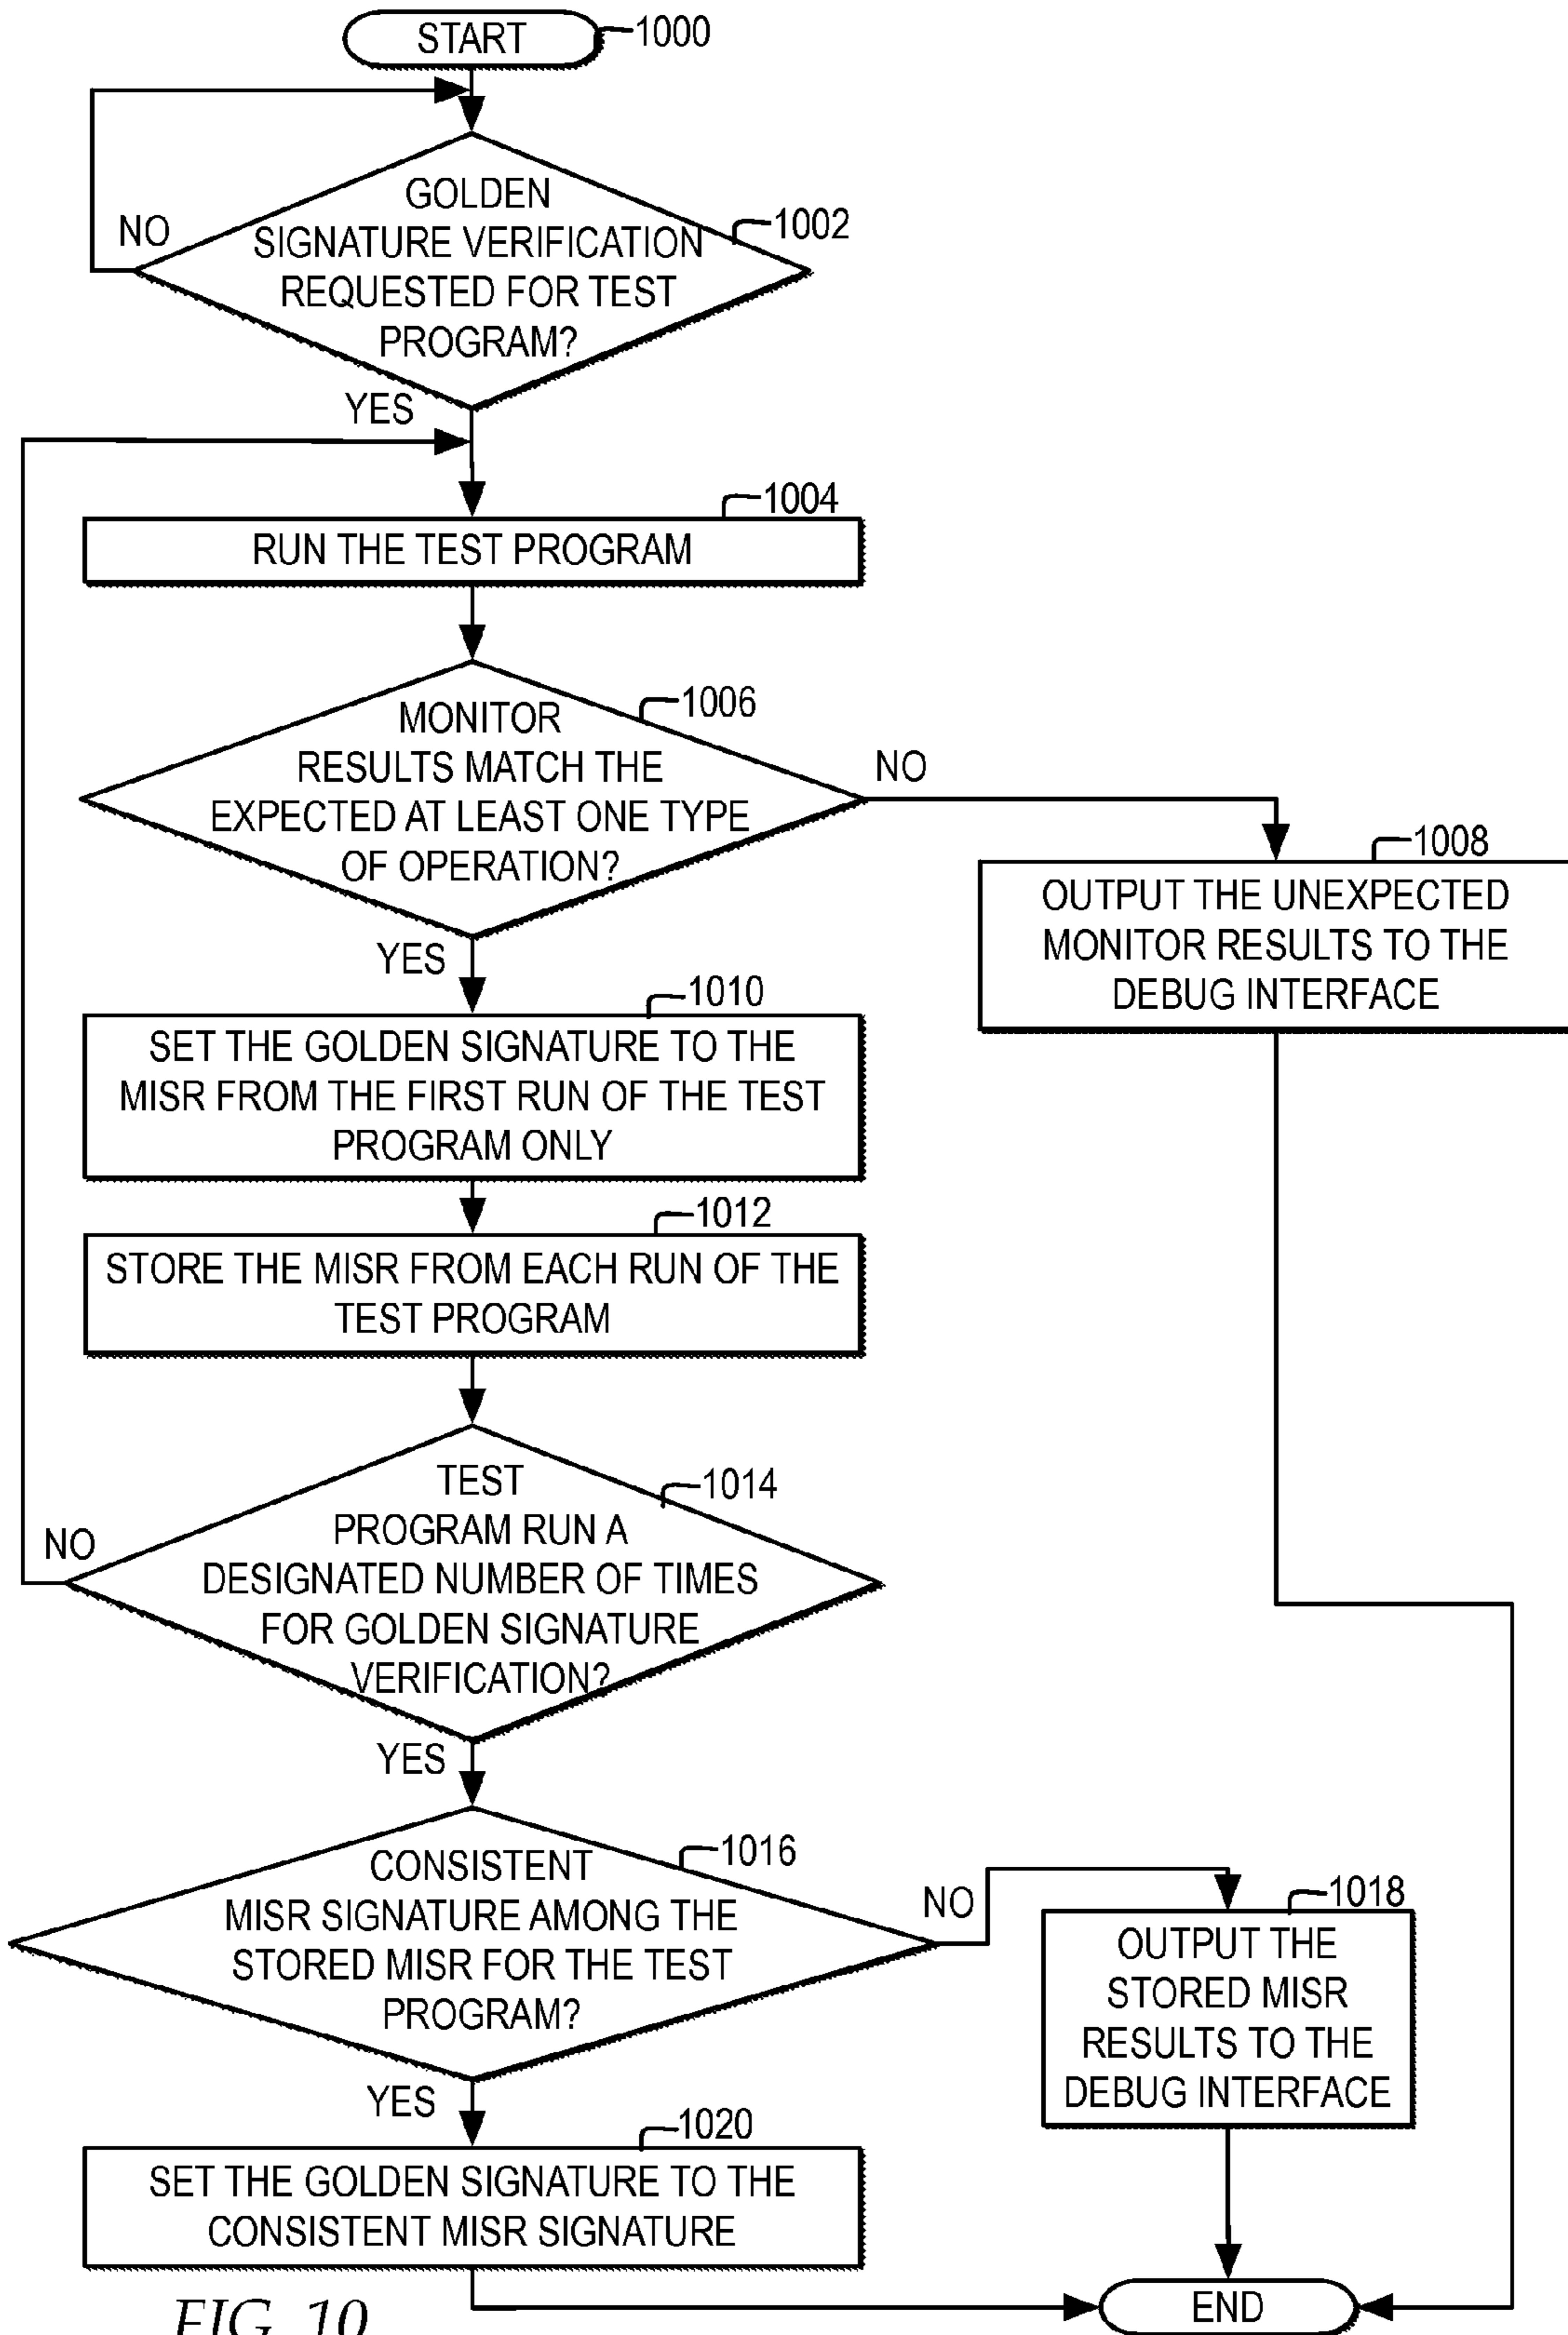 START
1000
GOLDEN
SIGNATURE VERIFICATION
REQUESTED FOR TEST
PROGRAM?
1002
NO
YES
1004
RUN THE TEST PROGRAM
MONITOR
RESULTS MATCH THE
EXPECTED AT LEAST ONE TYPE
OF OPERATION?
1006
NO
YES
1008
OUTPUT THE UNEXPECTED
MONITOR RESULTS TO THE
DEBUG INTERFACE
1010
SET THE GOLDEN SIGNATURE TO THE
MISR FROM THE FIRST RUN OF THE TEST
PROGRAM ONLY
1012
STORE THE MISR FROM EACH RUN OF THE
TEST PROGRAM
TEST
PROGRAM RUN A
DESIGNATED NUMBER OF TIMES
FOR GOLDEN SIGNATURE
VERIFICATION?
1014
NO
YES
CONSISTENT
MISR SIGNATURE AMONG THE
STORED MISR FOR THE TEST
PROGRAM?
1016
NO
YES
1018
OUTPUT THE
STORED MISR
RESULTS TO THE
DEBUG INTERFACE
1020
SET THE GOLDEN SIGNATURE TO THE
CONSISTENT MISR SIGNATURE
END
FIG. 10